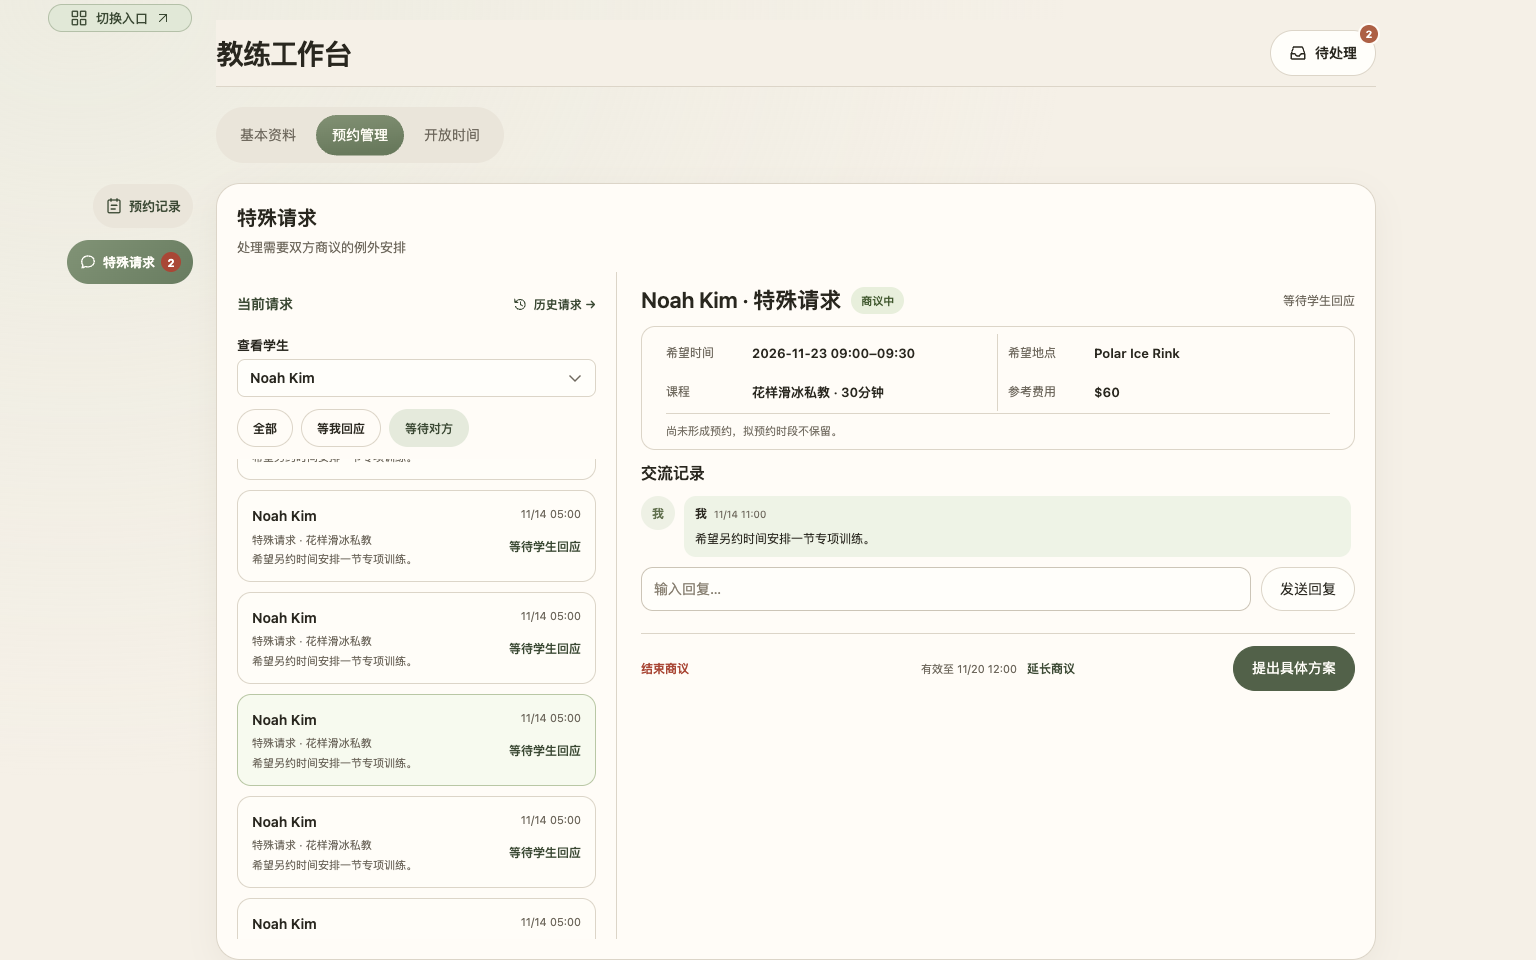 切换入口
教练工作台
待处理
2
基本资料
预约管理
开放时间
预约记录
特殊请求 2
特殊请求
处理需要双方商议的例外安排
当前请求
历史请求 →
查看学生
Noah Kim
全部
等我回应
等待对方
希望另约时间安排一节专项训练。
Noah Kim
11/14 05:00
特殊请求 · 花样滑冰私教
等待学生回应
希望另约时间安排一节专项训练。
Noah Kim
11/14 05:00
特殊请求 · 花样滑冰私教
等待学生回应
希望另约时间安排一节专项训练。
Noah Kim
11/14 05:00
特殊请求 · 花样滑冰私教
等待学生回应
希望另约时间安排一节专项训练。
Noah Kim
11/14 05:00
特殊请求 · 花样滑冰私教
等待学生回应
希望另约时间安排一节专项训练。
Noah Kim
11/14 05:00
Noah Kim · 特殊请求
商议中
等待学生回应
希望时间 2026-11-23 09:00–09:30
希望地点 Polar Ice Rink
课程 花样滑冰私教 · 30分钟
参考费用 $60
尚未形成预约，拟预约时段不保留。
交流记录
我
我 11/14 11:00
希望另约时间安排一节专项训练。
输入回复...
发送回复
结束商议
有效至 11/20 12:00
延长商议
提出具体方案